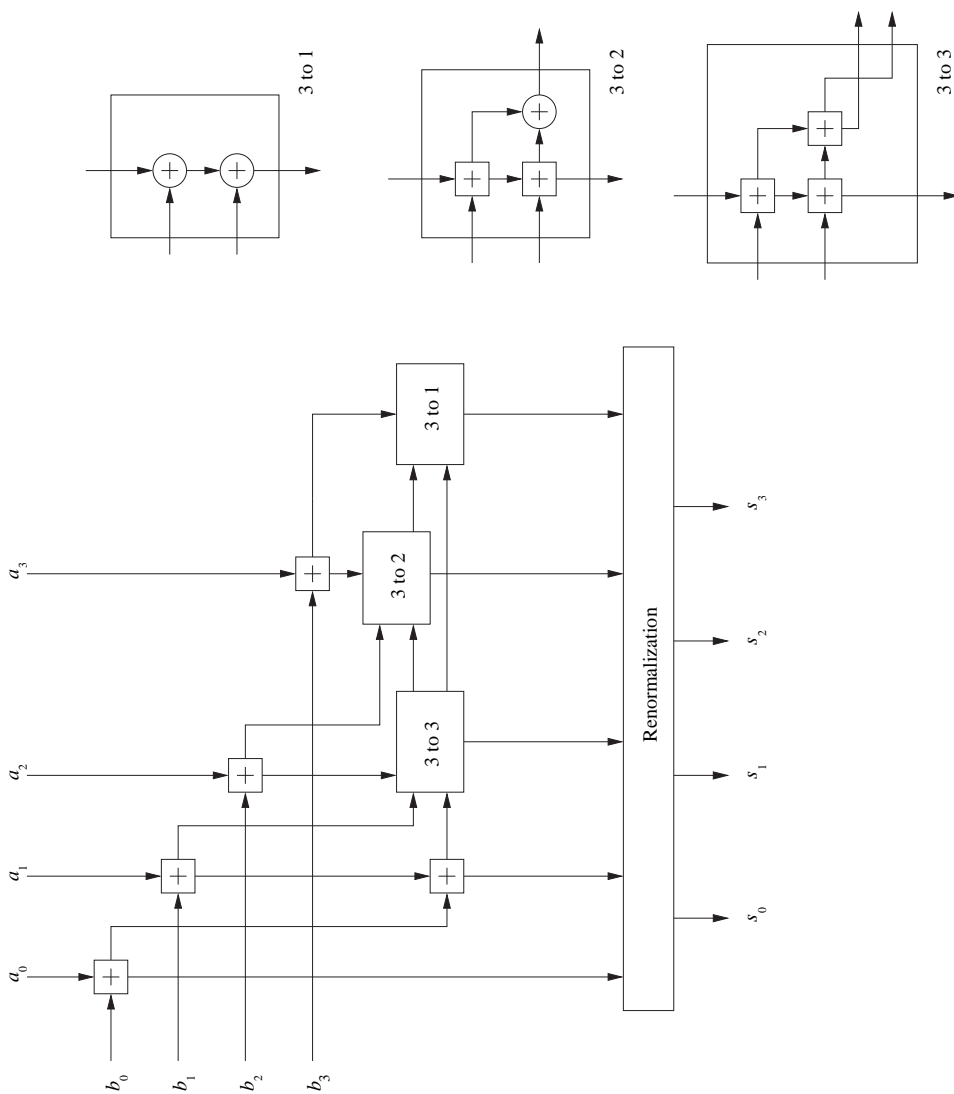 3 to 1
3 to 2
3 to 3
a0
a1
a2
a3
b0
b1
b2
b3
+
+
+
+
+
3 to 3
3 to 2
3 to 1
Renormalization
s0
s1
s2
s3
+
+
+
+
+
+
+
+